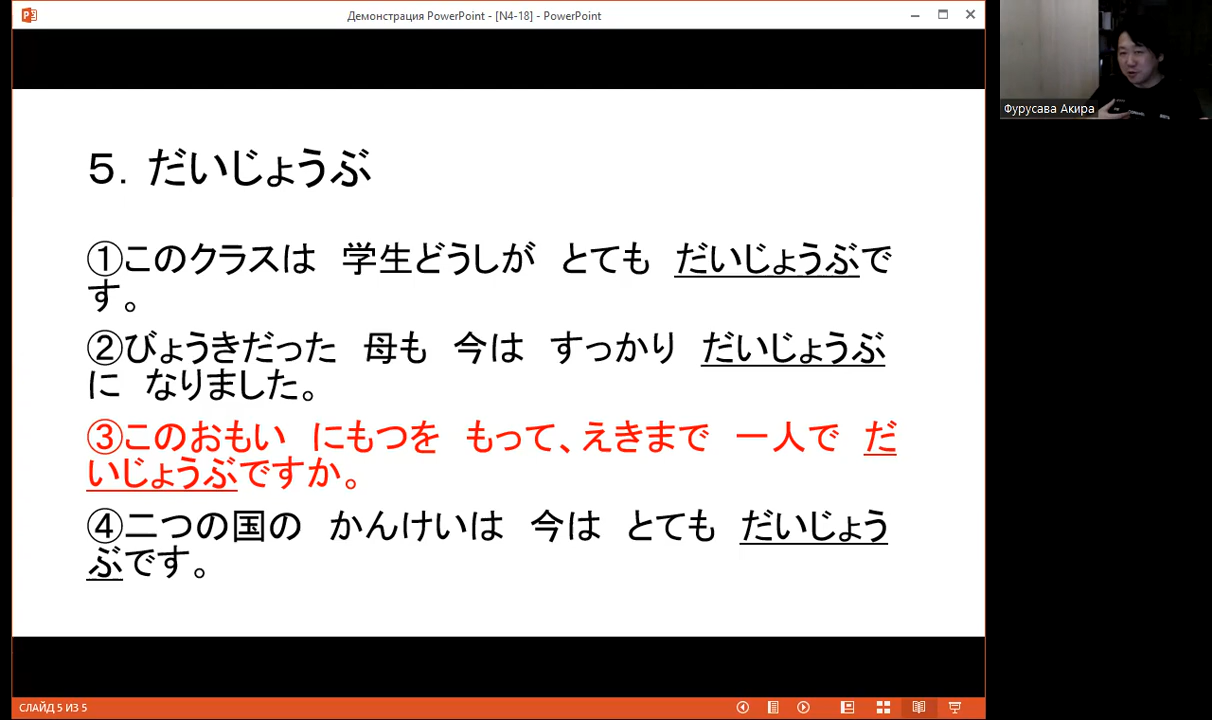 Демонстрация PowerPoint - [N4-18] - PowerPoint
Фурусава Акира
５．だいじょうぶ
①このクラスは　学生どうしが　とても　だいじょうぶで
す。
②びょうきだった　母も　今は　すっかり　だいじょうぶ
に　なりました。
③このおもい　にもつを　もって、えきまで　一人で　だ
いじょうぶですか。
④二つの国の　かんけいは　今は　とても　だいじょう
ぶです。
СЛАЙД 5 ИЗ 5